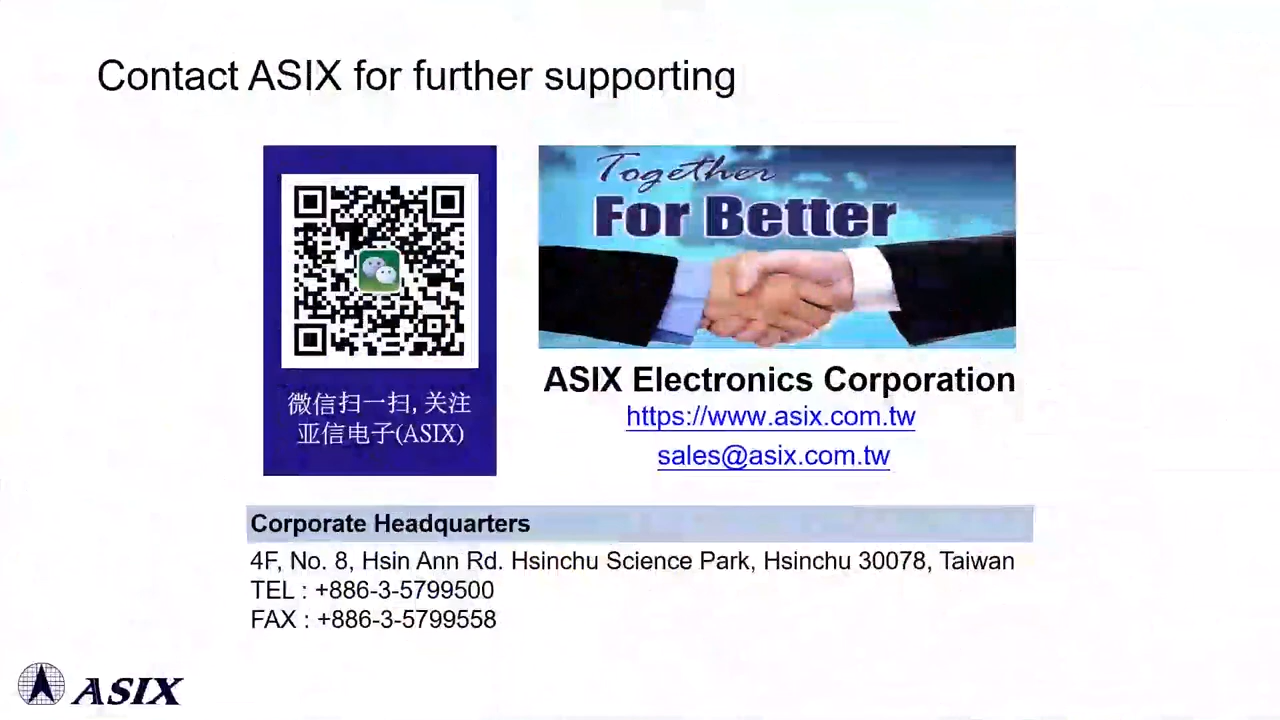 Contact ASIX for further supporting
微信扫一扫,关注
亚信电子(ASIX)
Together
For Better
ASIX Electronics Corporation
https://www.asix.com.tw
sales@asix.com.tw
Corporate Headquarters
4F, No. 8, Hsin Ann Rd. Hsinchu Science Park, Hsinchu 30078, Taiwan
TEL : +886-3-5799500
FAX : +886-3-5799558
ASIX